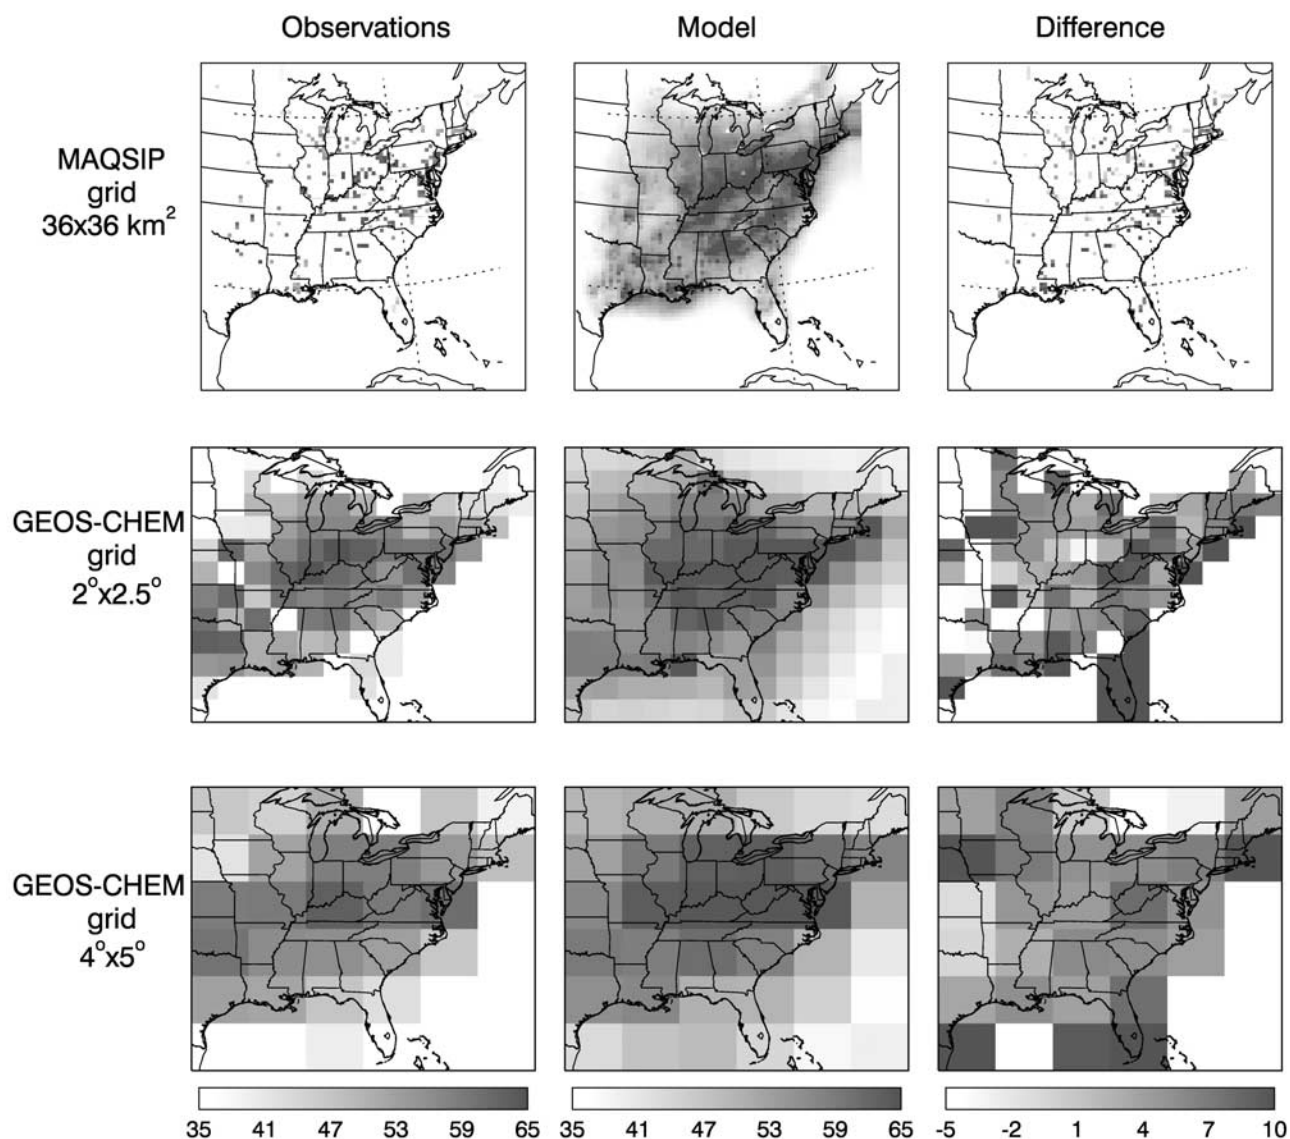 Observations Model Difference
MAQSIP
grid
36x36 km²
GEOS-CHEM
grid
2°x2.5°
GEOS-CHEM
grid
4°x5°
35 41 47 53 59 65 35 41 47 53 59 65 -5 -2 1 4 7 10